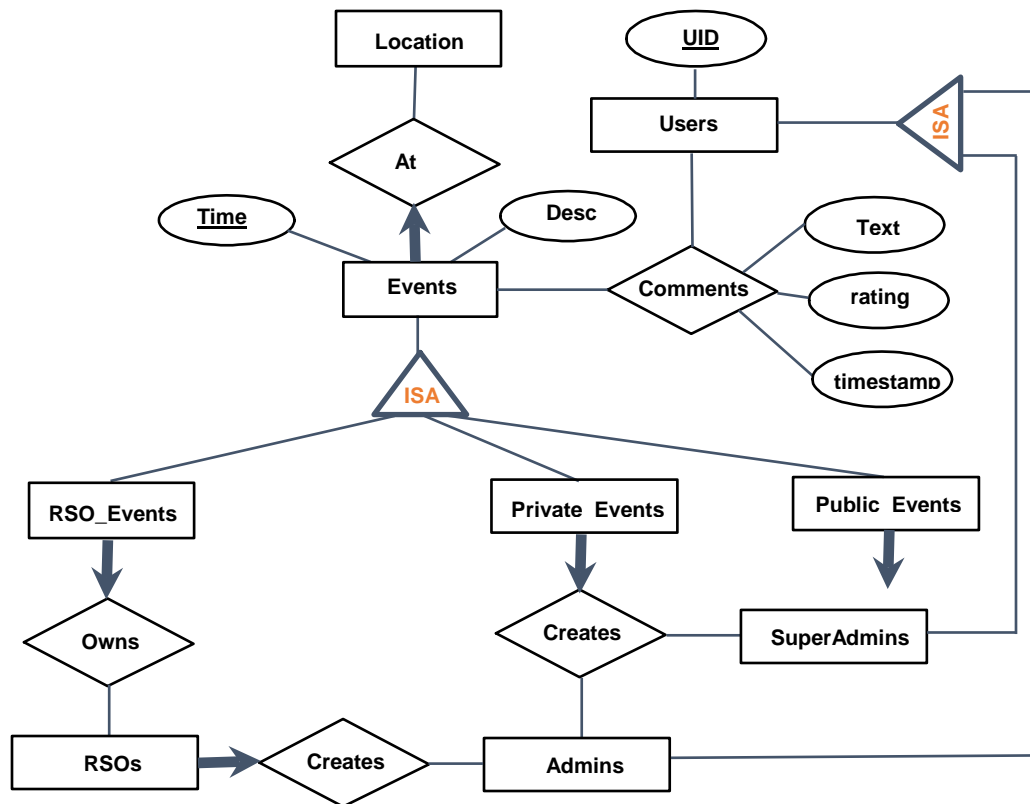 Location
UID
Users
ISA
At
Time
Desc
Text
Events
Comments
rating
timestamp
ISA
RSO_Events
Private Events
Public Events
Owns
Creates
SuperAdmins
RSOs
Creates
Admins